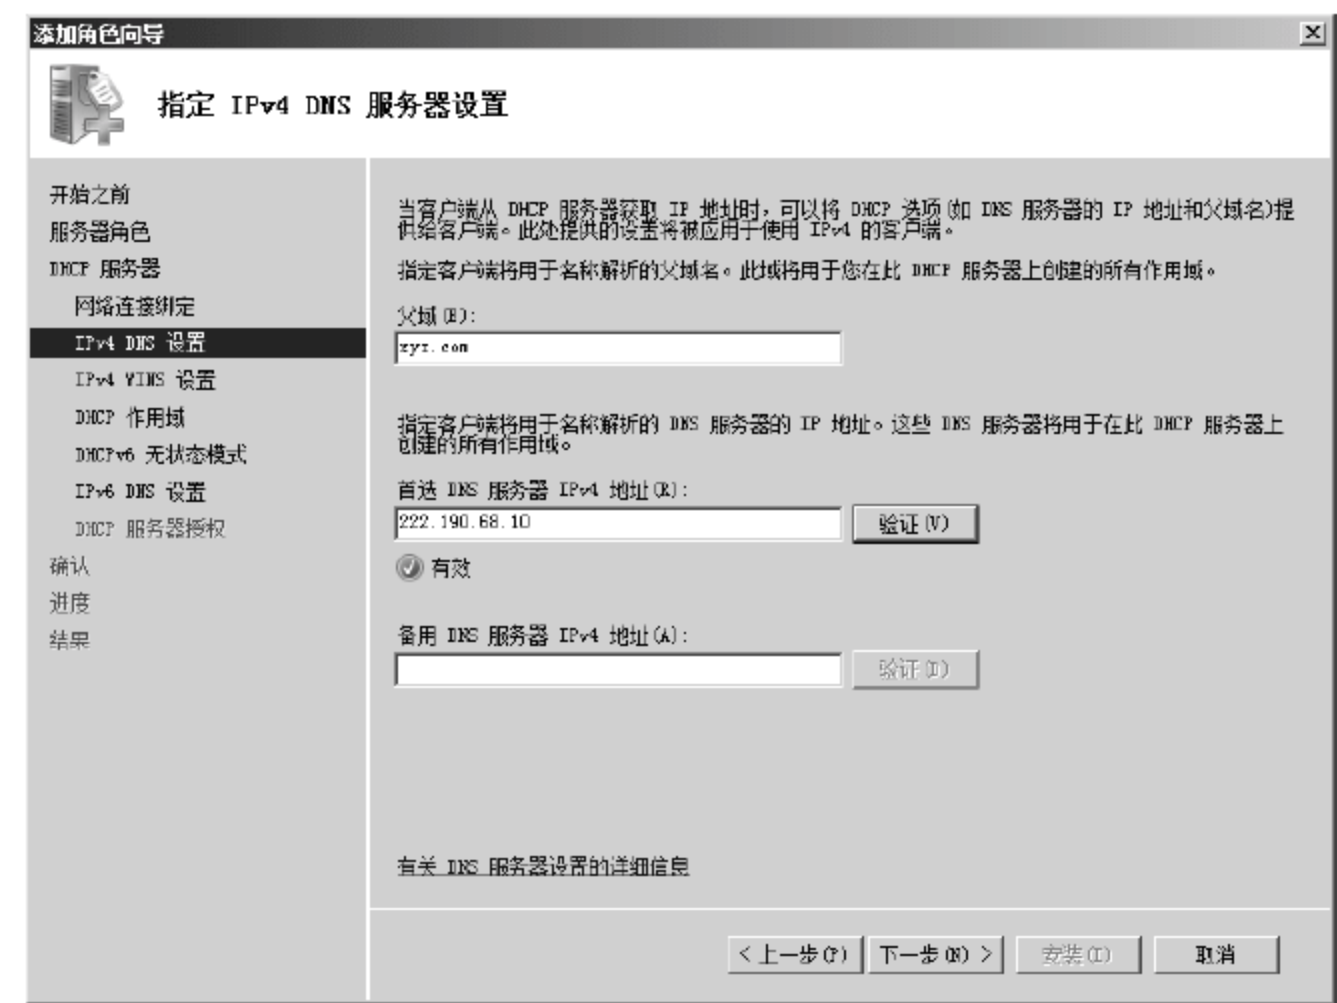 添加角色向导
指定 IPv4 DNS 服务器设置
开始之前
服务器角色
DHCP 服务器
网络连接绑定
IPv4 DNS 设置
IPv4 WINS 设置
DHCP 作用域
DHCPv6 无状态模式
IPv6 DNS 设置
DHCP 服务器授权
确认
进度
结果
当客户端从 DHCP 服务器获取 IP 地址时，可以将 DHCP 选项(如 DNS 服务器的 IP 地址和父域名)提
供给客户端。此处提供的设置将被应用于使用 IPv4 的客户端。
指定客户端将用于名称解析的父域名。此域将用于您在此 DHCP 服务器上创建的所有作用域。
父域(E):
指定客户端将用于名称解析的 DNS 服务器的 IP 地址。这些 DNS 服务器将用于在此 DHCP 服务器上
创建的所有作用域。
首选 DNS 服务器 IPv4 地址(R):
222.190.68.10
验证(V)
有效
备用 DNS 服务器 IPv4 地址(A):
验证(D)
有关 DNS 服务器设置的详细信息
< 上一步(P)
下一步(N) >
安装(I)
取消